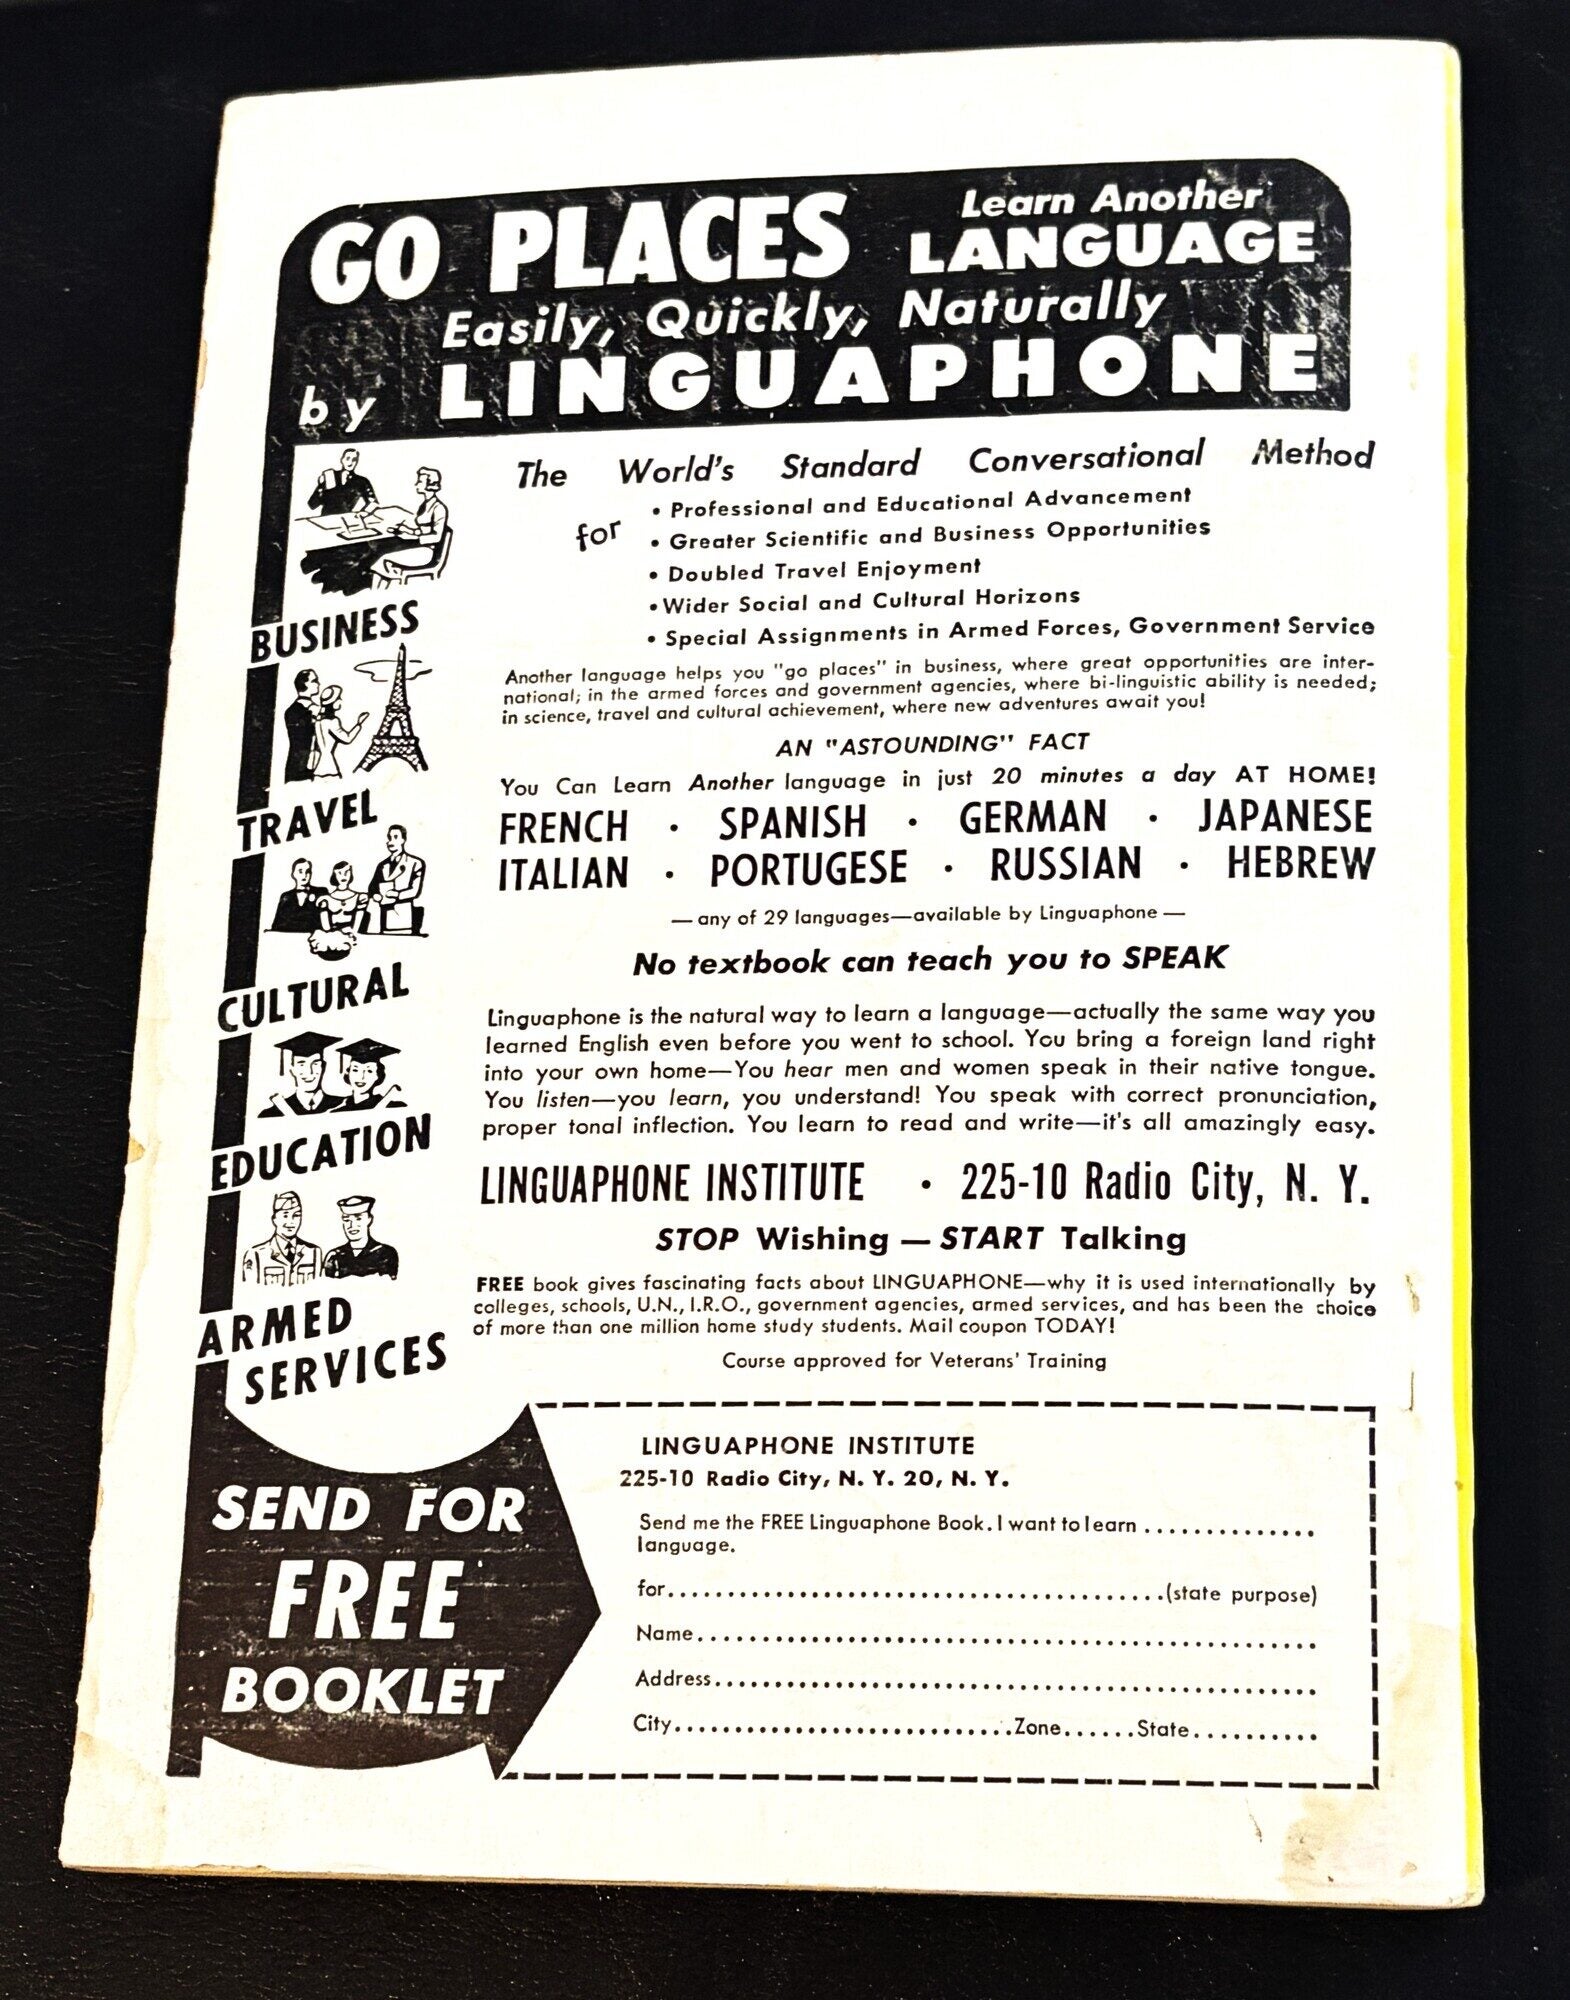 GO PLACES Learn Another
LANGUAGE
Easily, Quickly, Naturally
by LINGUAPHONE
BUSINESS
TRAVEL
CULTURAL
EDUCATION
ARMED
SERVICES
The World's Standard Conversational Method
for
• Professional and Educational Advancement
• Greater Scientific and Business Opportunities
• Doubled Travel Enjoyment
• Wider Social and Cultural Horizons
• Special Assignments in Armed Forces, Government Service
Another language helps you "go places" in business, where great opportunities are inter-
national; in the armed forces and government agencies, where bi-linguistic ability is needed;
in science, travel and cultural achievement, where new adventures await you!
AN "ASTOUNDING" FACT
You Can Learn Another language in just 20 minutes a day AT HOME!
FRENCH • SPANISH • GERMAN • JAPANESE
ITALIAN • PORTUGESE • RUSSIAN • HEBREW
— any of 29 languages—available by Linguaphone —
No textbook can teach you to SPEAK
Linguaphone is the natural way to learn a language—actually the same way you
learned English even before you went to school. You bring a foreign land right
into your own home—You hear men and women speak in their native tongue.
You listen—you learn, you understand! You speak with correct pronunciation,
proper tonal inflection. You learn to read and write—it's all amazingly easy.
LINGUAPHONE INSTITUTE • 225-10 Radio City, N. Y.
STOP Wishing — START Talking
FREE book gives fascinating facts about LINGUAPHONE—why it is used internationally by
colleges, schools, U.N., I.R.O., government agencies, armed services, and has been the choice
of more than one million home study students. Mail coupon TODAY!
Course approved for Veterans' Training
SEND FOR
FREE
BOOKLET
LINGUAPHONE INSTITUTE
225-10 Radio City, N. Y. 20, N. Y.
Send me the FREE Linguaphone Book. I want to learn ..............
language.
for.........................................(state purpose)
Name...................................................
Address.................................................
City............................Zone......State..........